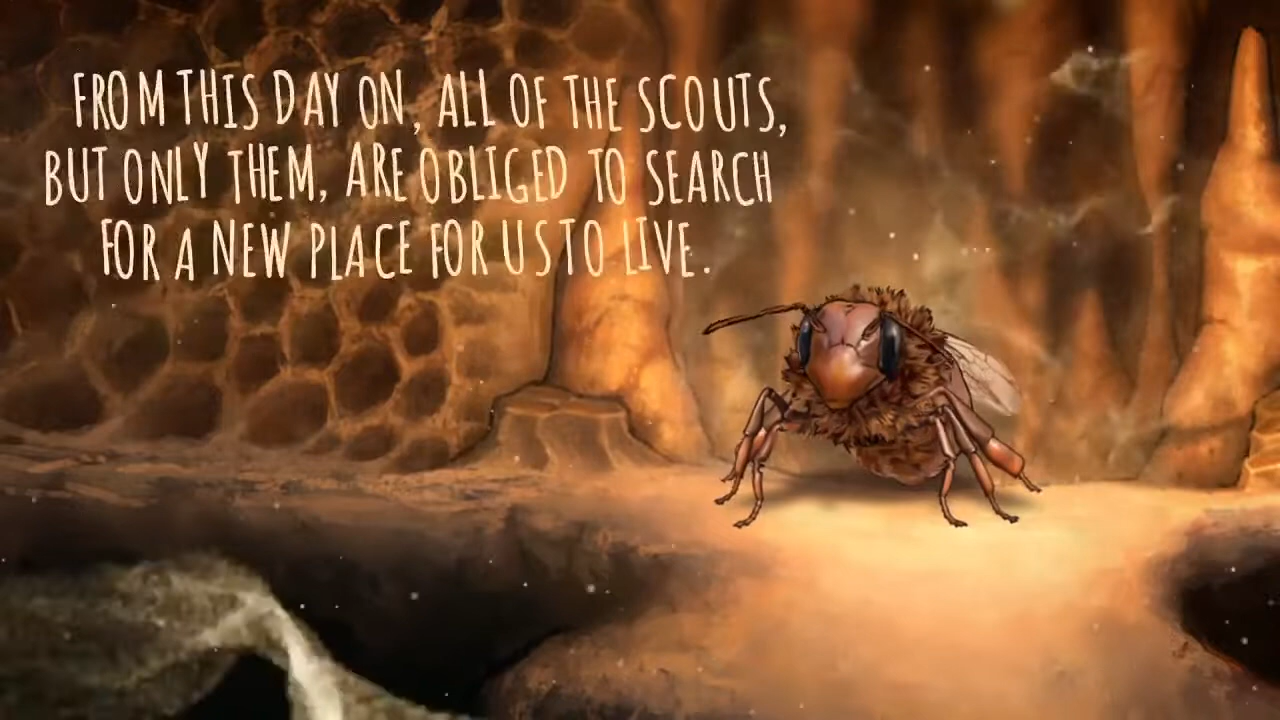 FROM THIS DAY ON, ALL OF THE SCOUTS,
BUT ONLY THEM, ARE OBLIGED TO SEARCH
FOR A NEW PLACE FOR US TO LIVE.